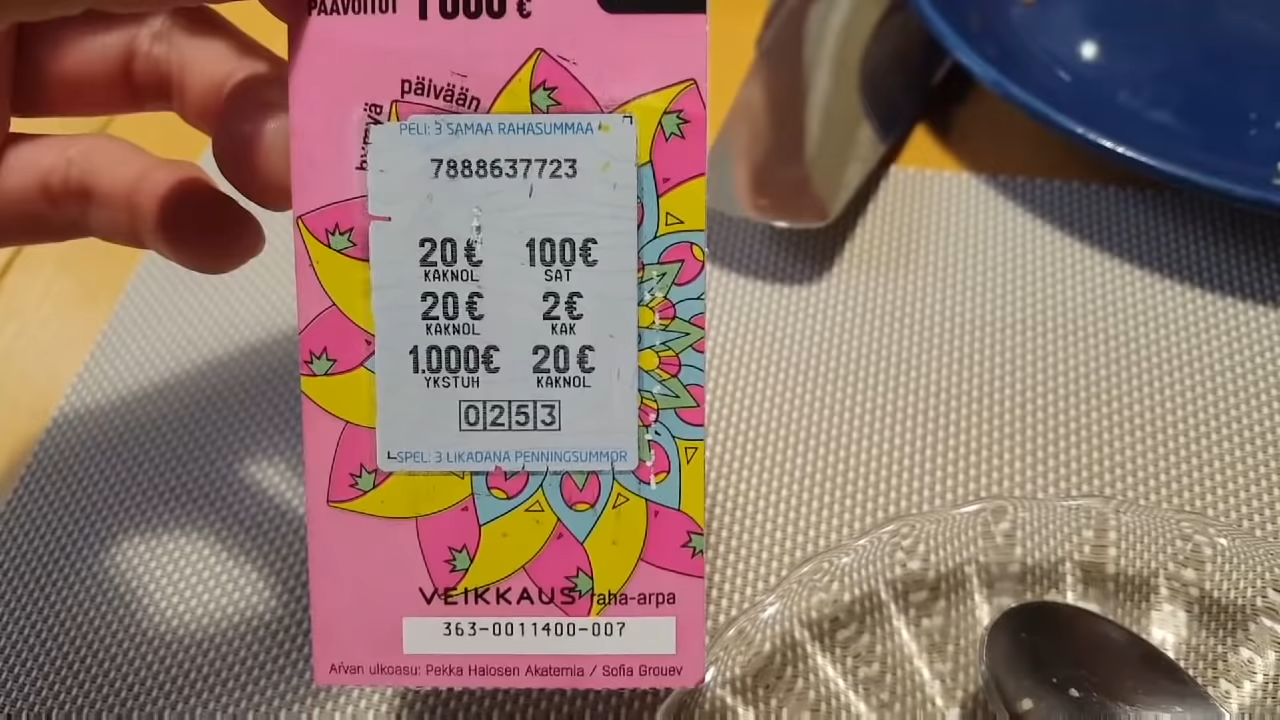 PÄÄVOITOT 1 000 €
hyvää päivään
PELI: 3 SAMAA RAHASUMMAA
7888637723
20€ 100€
KAKNOL SAT
20€ 2€
KAKNOL KAK
1.000€ 20€
YKSTUH KAKNOL
0253
SPEL: 3 LIKADANA PENNINGSUMMOR
VEIKKAUS raha-arpa
363-0011400-007
Arvan ulkoasu: Pekka Halosen Akatemia / Sofia Grouev